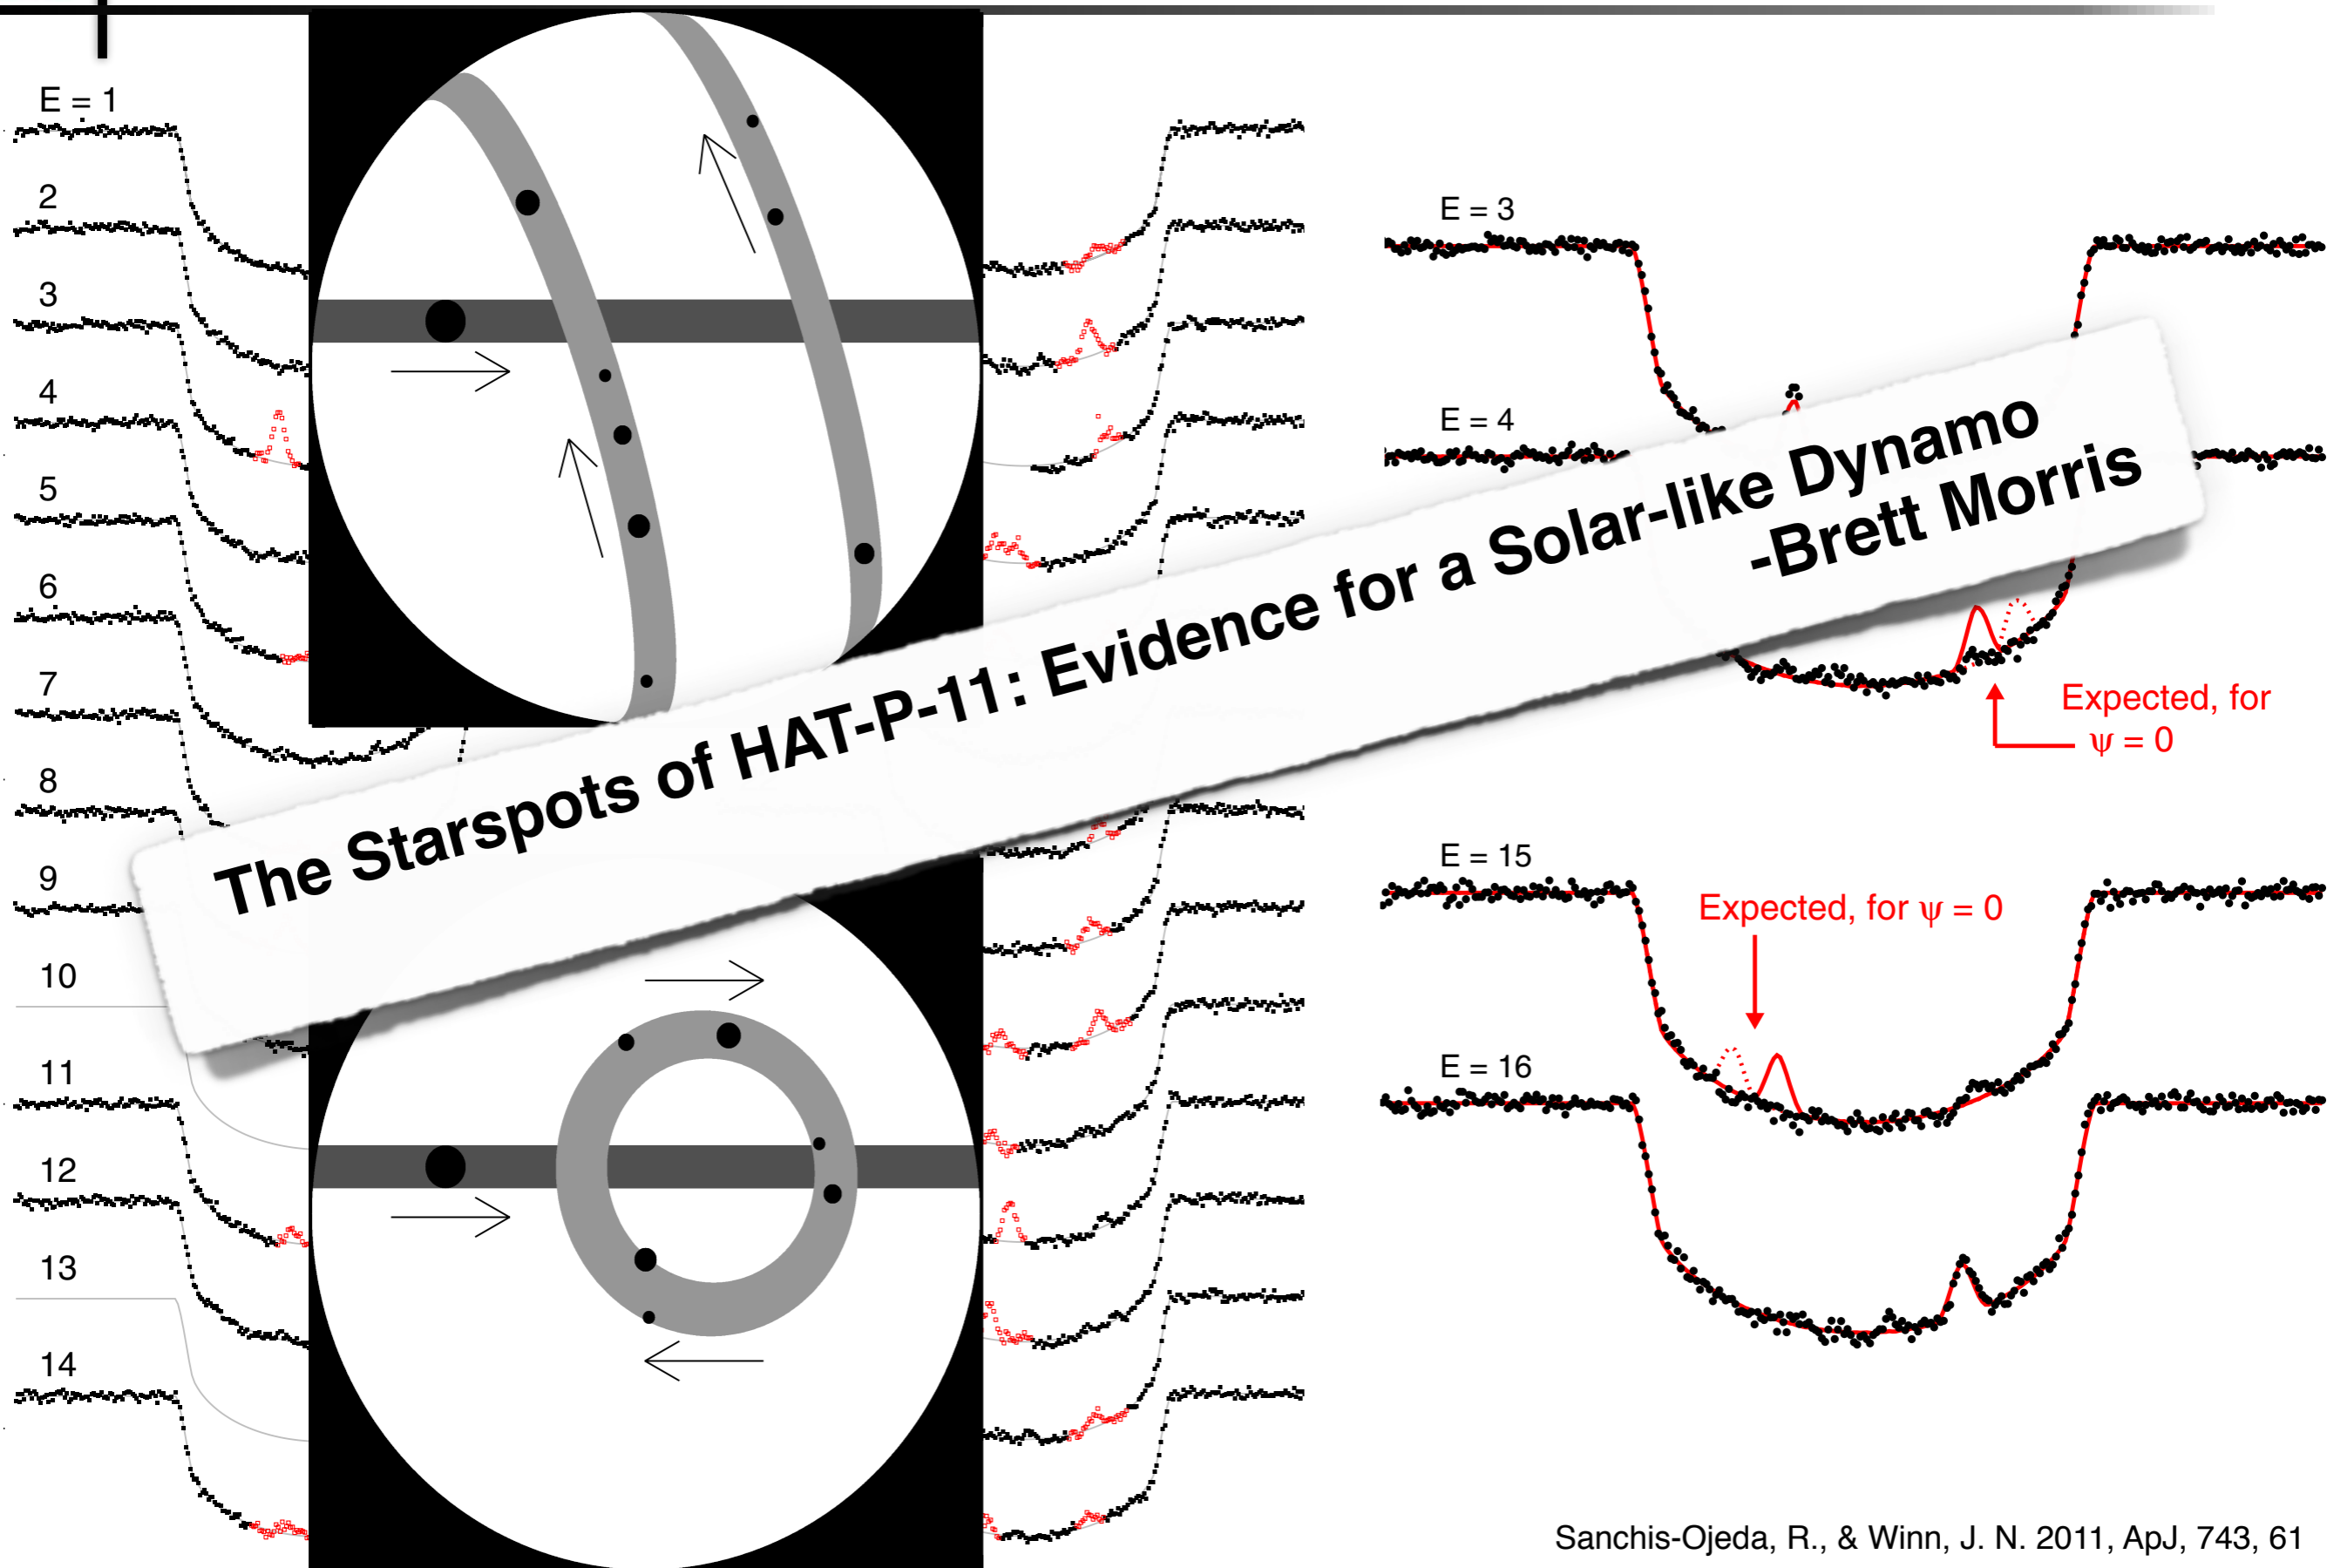 E = 1
2
3
4
5
6
7
8
9
10
11
12
13
14
E = 3
E = 4
The Starspots of HAT-P-11: Evidence for a Solar-like Dynamo
-Brett Morris
Expected, for
ψ = 0
E = 15
Expected, for ψ = 0
E = 16
Sanchis-Ojeda, R., & Winn, J. N. 2011, ApJ, 743, 61